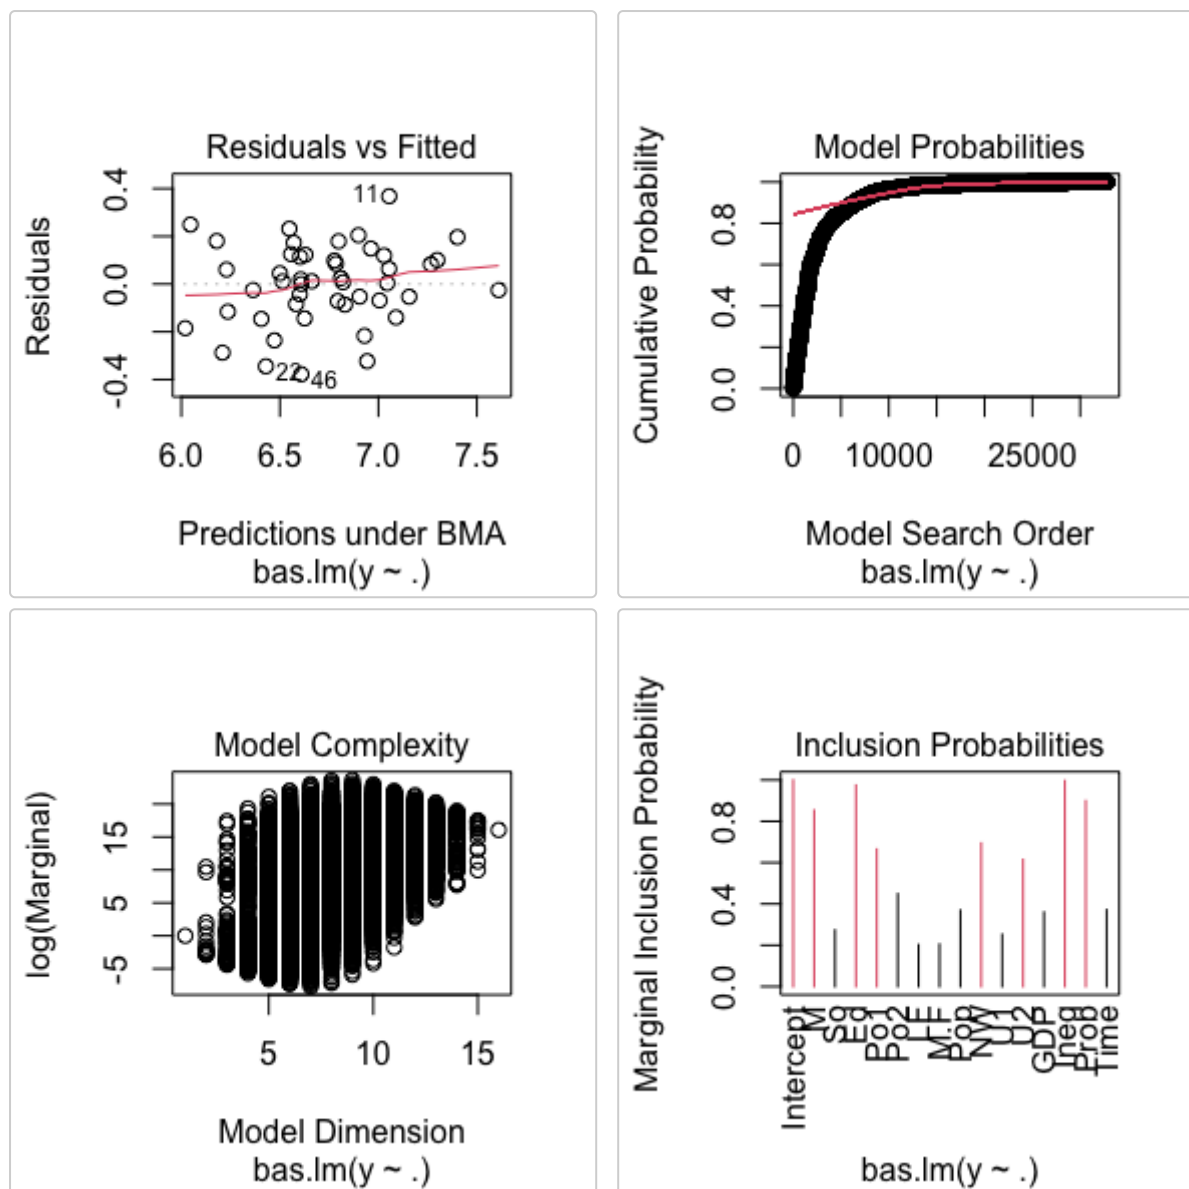 Residuals vs Fitted
Residuals
0.4
0.0
-0.4
11
22
46
6.0 6.5 7.0 7.5
Predictions under BMA
bas.lm(y ~ .)
Model Probabilities
Cumulative Probability
0.8
0.4
0.0
0 10000 25000
Model Search Order
bas.lm(y ~ .)
Model Complexity
log(Marginal)
15
5
-5
5 10 15
Model Dimension
bas.lm(y ~ .)
Inclusion Probabilities
Marginal Inclusion Probability
0.8
0.4
0.0
Intercept
M
So
Ed
Po1
Po2
LF
M.F
Pop
NW
U1
U2
GDP
Ineq
Prob
Time
bas.lm(y ~ .)